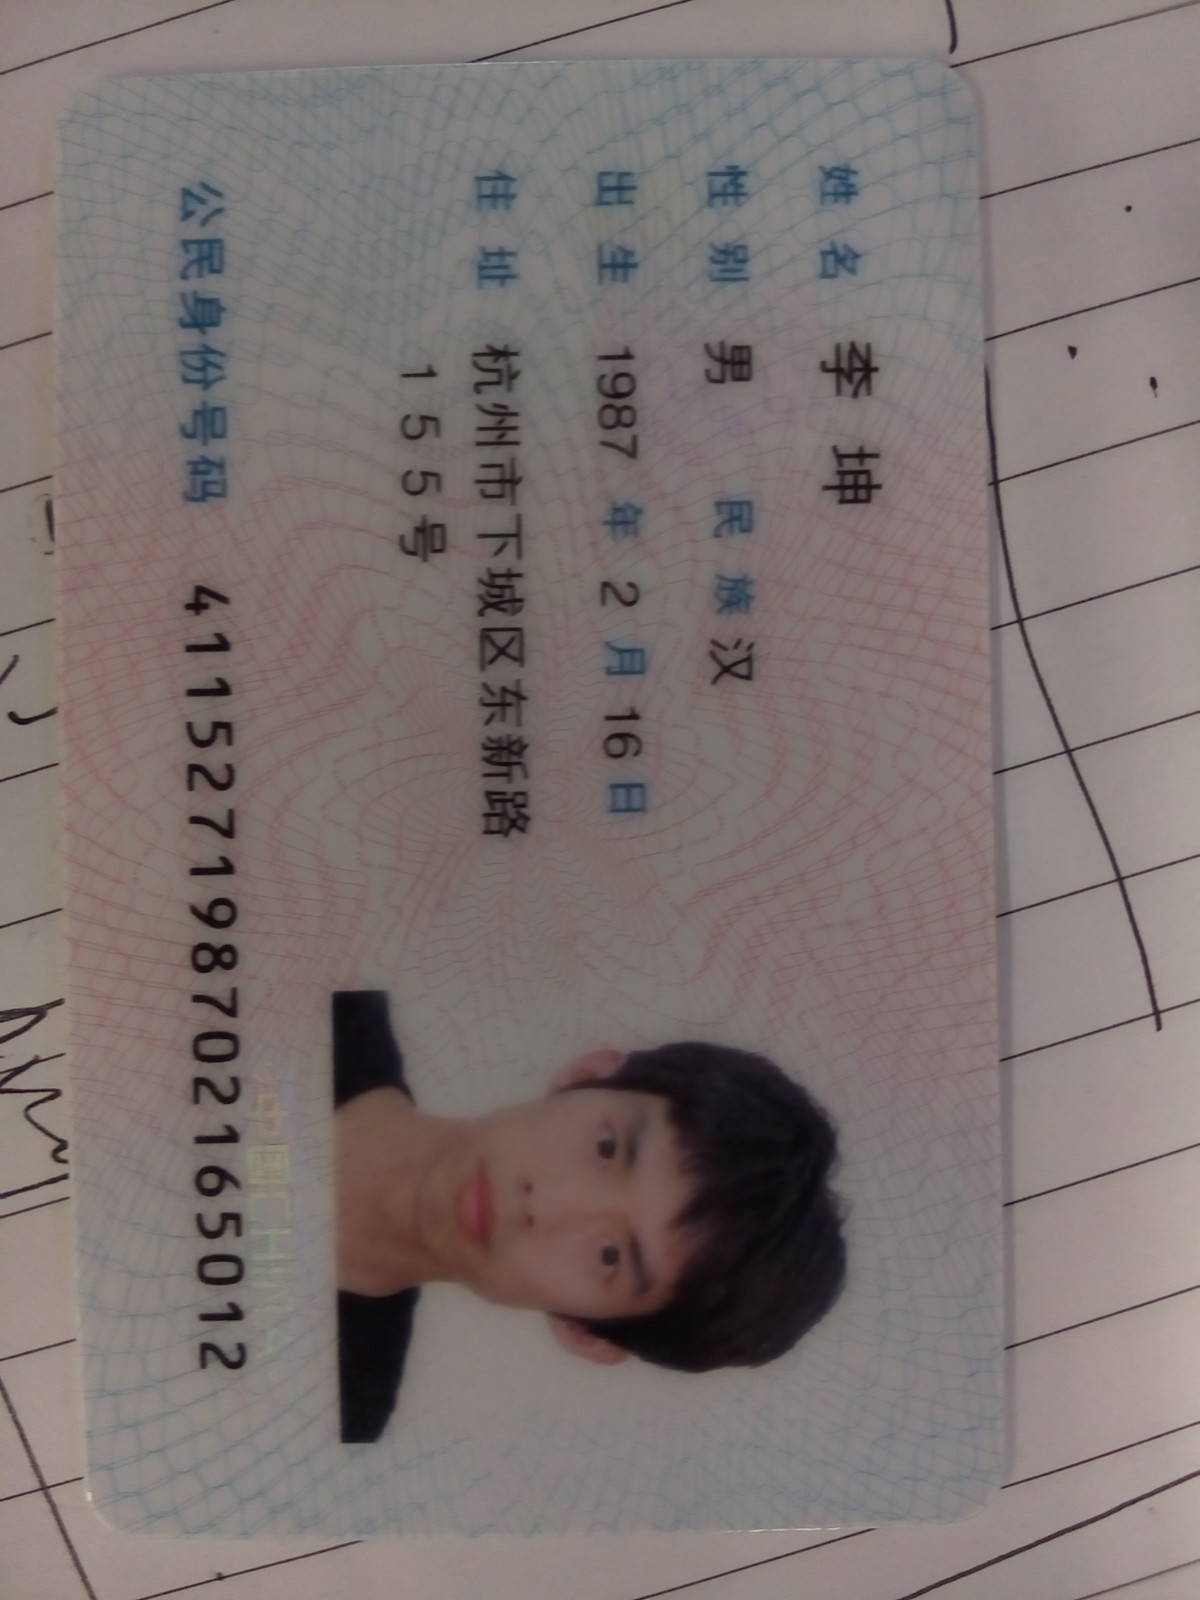 姓名 李坤
性别 男 民族 汉
出生 1987 年 2 月 16 日
住址 杭州市下城区东新路
155号
公民身份号码 411527198702165012
中国CHINA